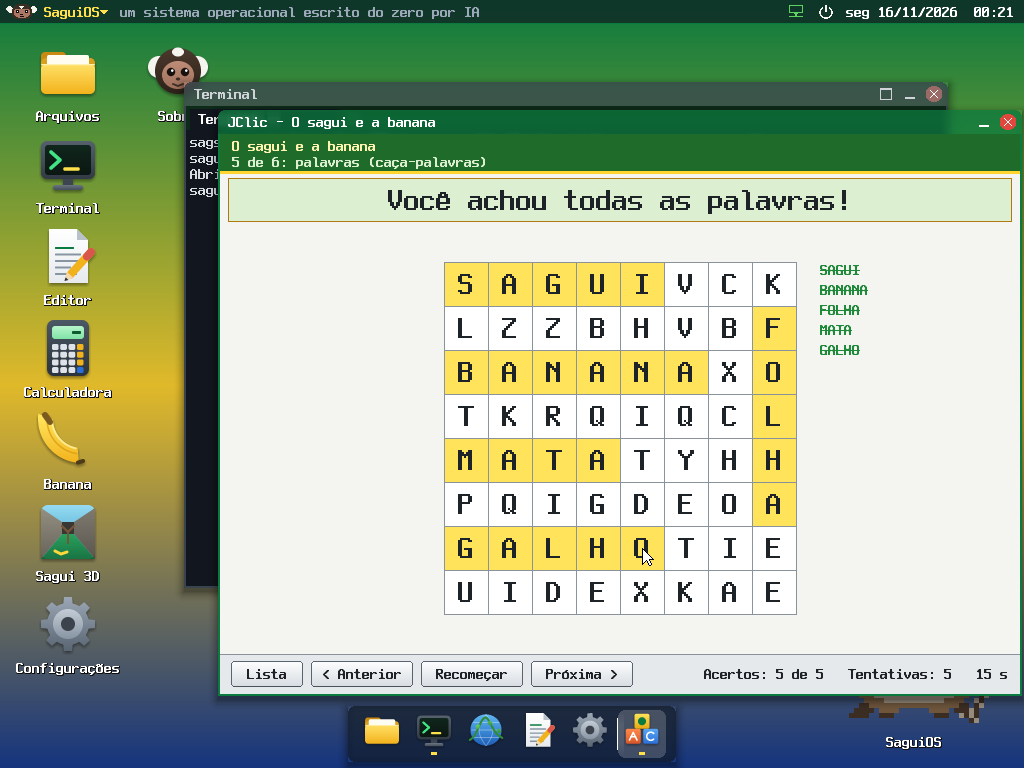 SaguiOS um sistema operacional escrito do zero por IA seg 16/11/2026 00:21
Arquivos
Terminal
Editor
Calculadora
Banana
Sagui 3D
Configurações
Terminal
JClic - O sagui e a banana
O sagui e a banana
5 de 6: palavras (caça-palavras)
Você achou todas as palavras!
S A G U I V C K
L Z Z B H V B F
B A N A N A X O
T K R Q I Q C L
M A T A T Y H H
P Q I G D E O A
G A L H O T I E
U I D E X K A E
SAGUI
BANANA
FOLHA
MATA
GALHO
Lista < Anterior Recomeçar Próxima > Acertos: 5 de 5 Tentativas: 5 15 s
A C
SaguiOS